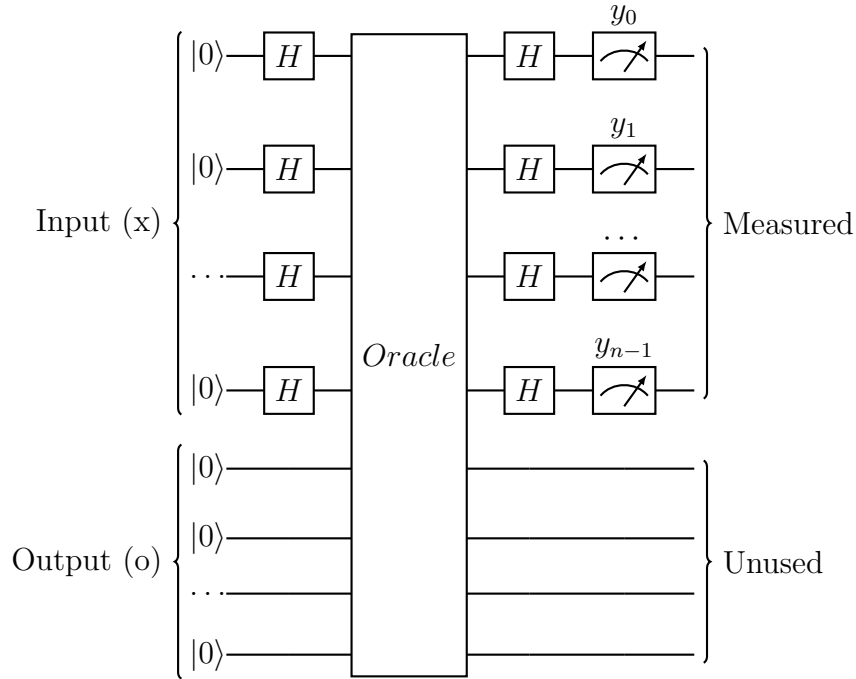 y₀
|0⟩ H H
y₁
|0⟩ H H
Input (x) Measured
...
... H H
Oracle
yₙ₋₁
|0⟩ H H
|0⟩
|0⟩
Output (o) Unused
...
|0⟩